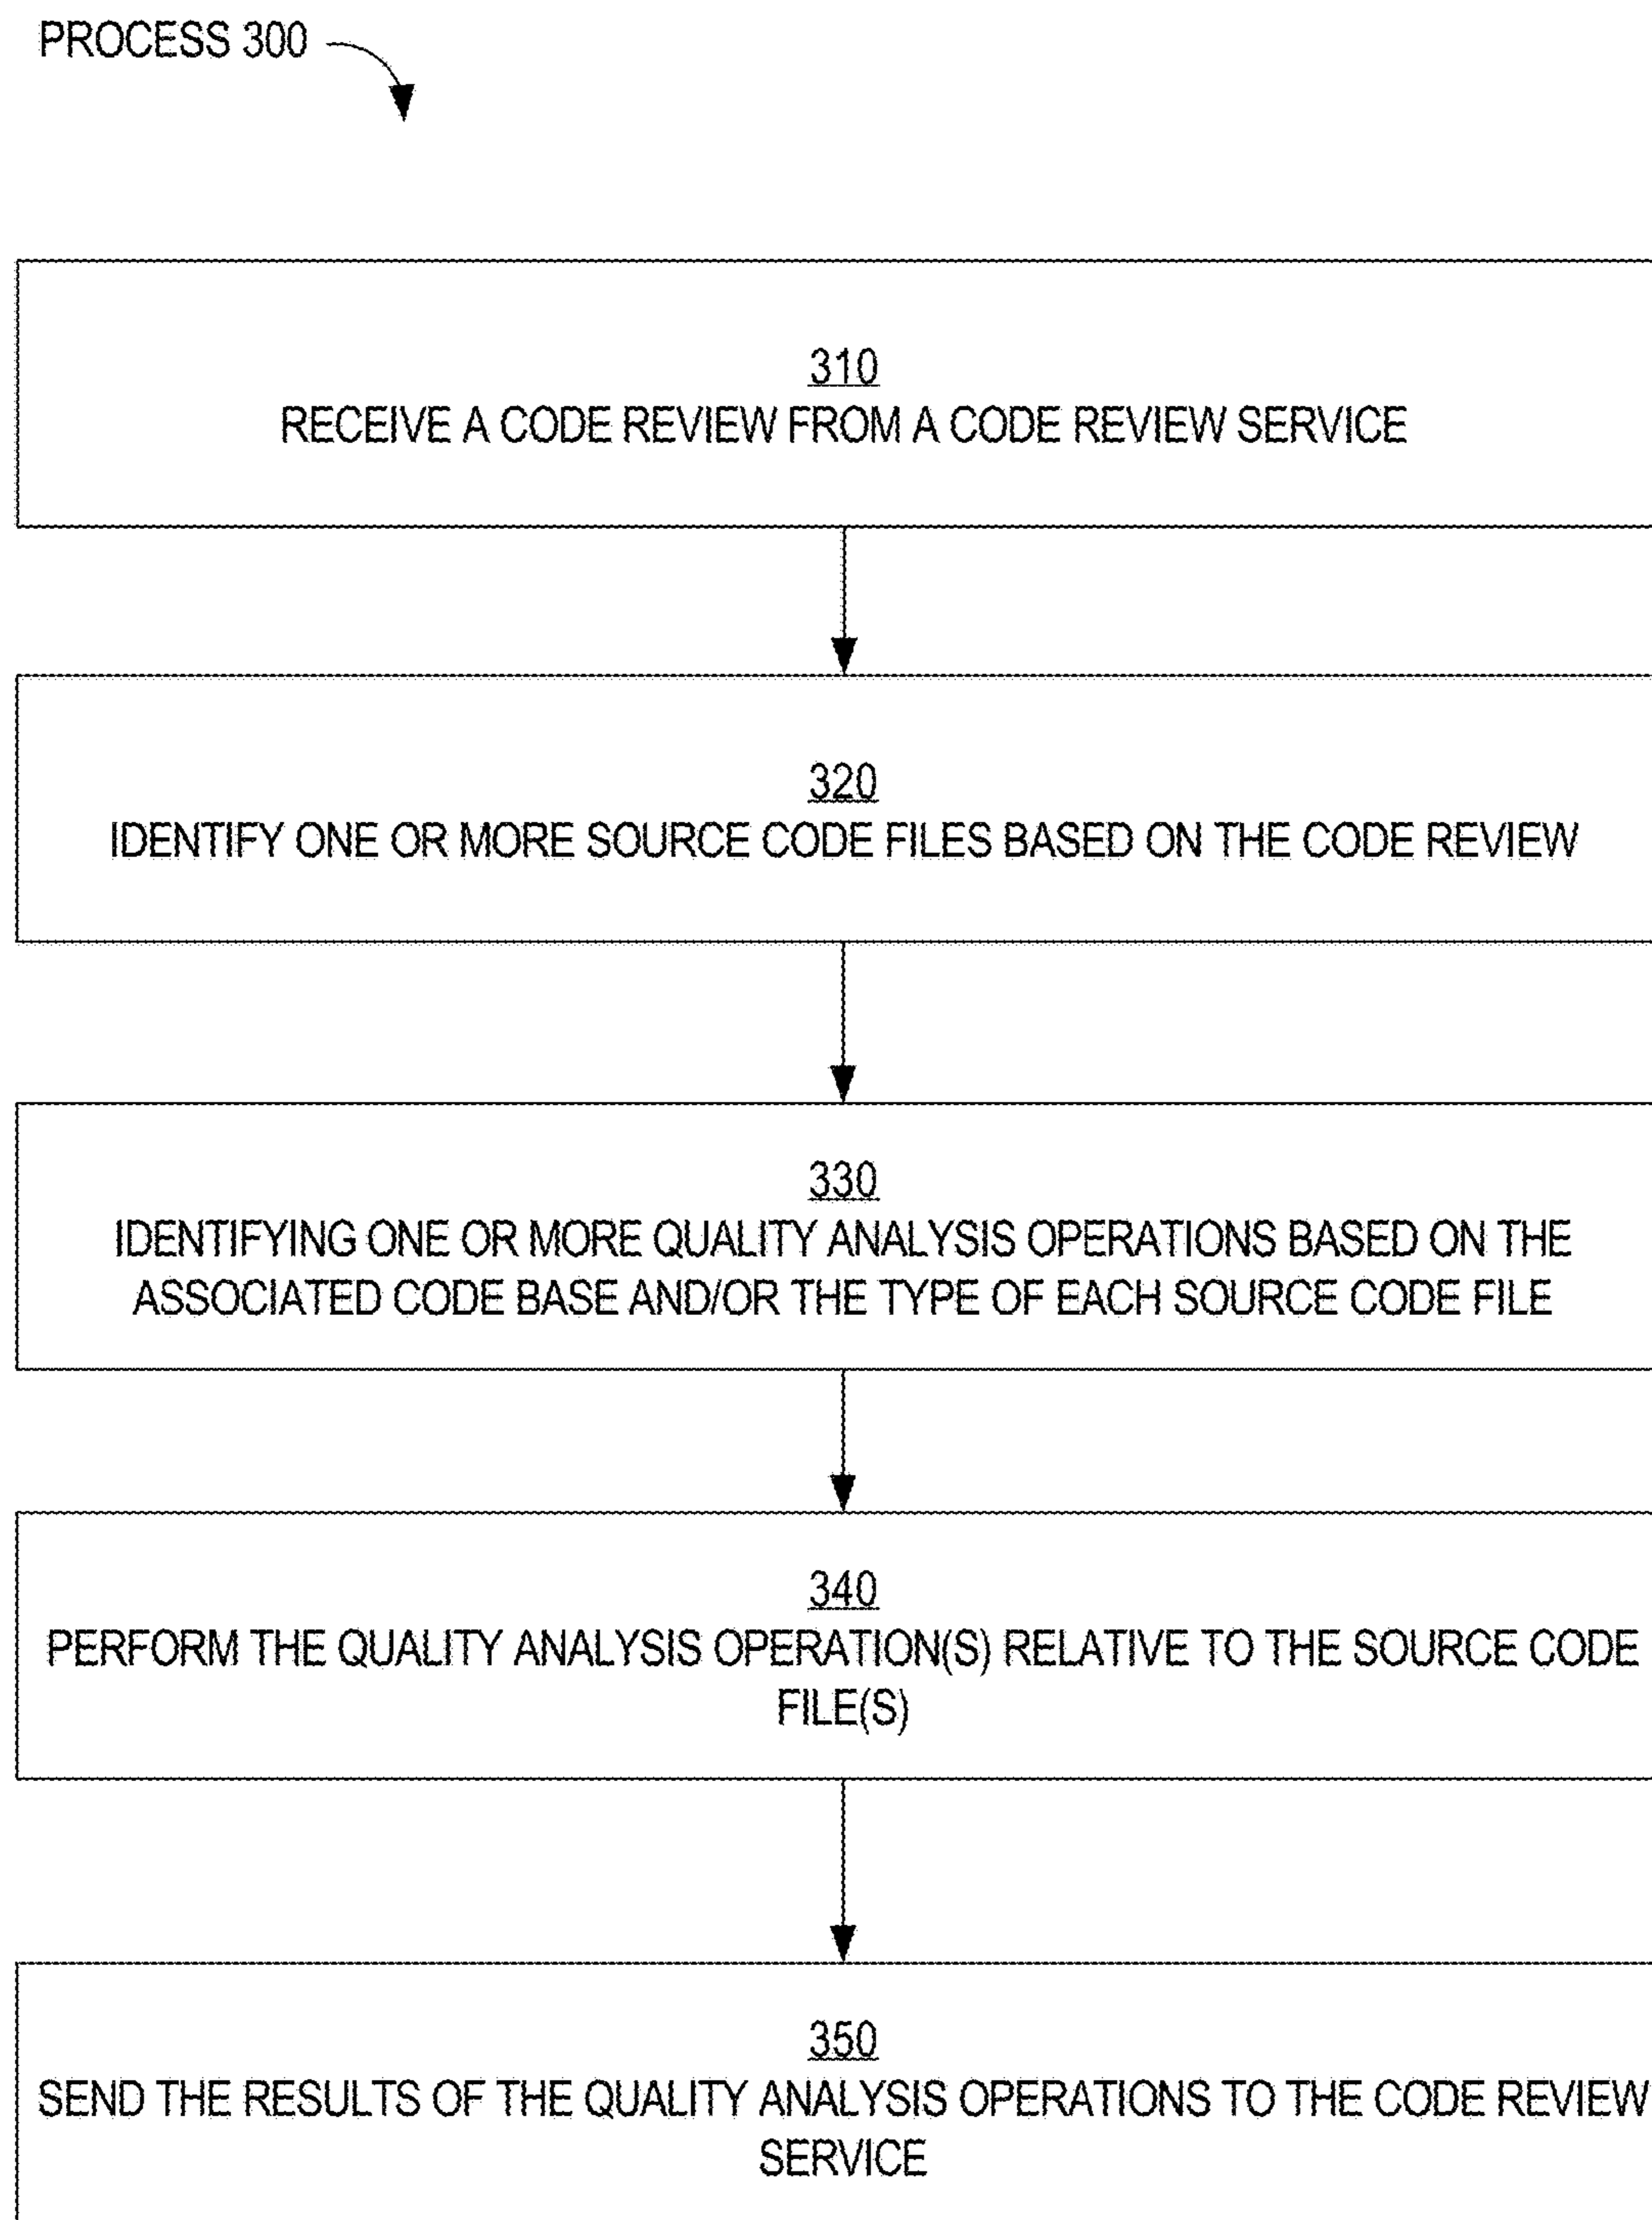 PROCESS 300
310
RECEIVE A CODE REVIEW FROM A CODE REVIEW SERVICE
320
IDENTIFY ONE OR MORE SOURCE CODE FILES BASED ON THE CODE REVIEW
330
IDENTIFYING ONE OR MORE QUALITY ANALYSIS OPERATIONS BASED ON THE
ASSOCIATED CODE BASE AND/OR THE TYPE OF EACH SOURCE CODE FILE
340
PERFORM THE QUALITY ANALYSIS OPERATION(S) RELATIVE TO THE SOURCE CODE
FILE(S)
350
SEND THE RESULTS OF THE QUALITY ANALYSIS OPERATIONS TO THE CODE REVIEW
SERVICE